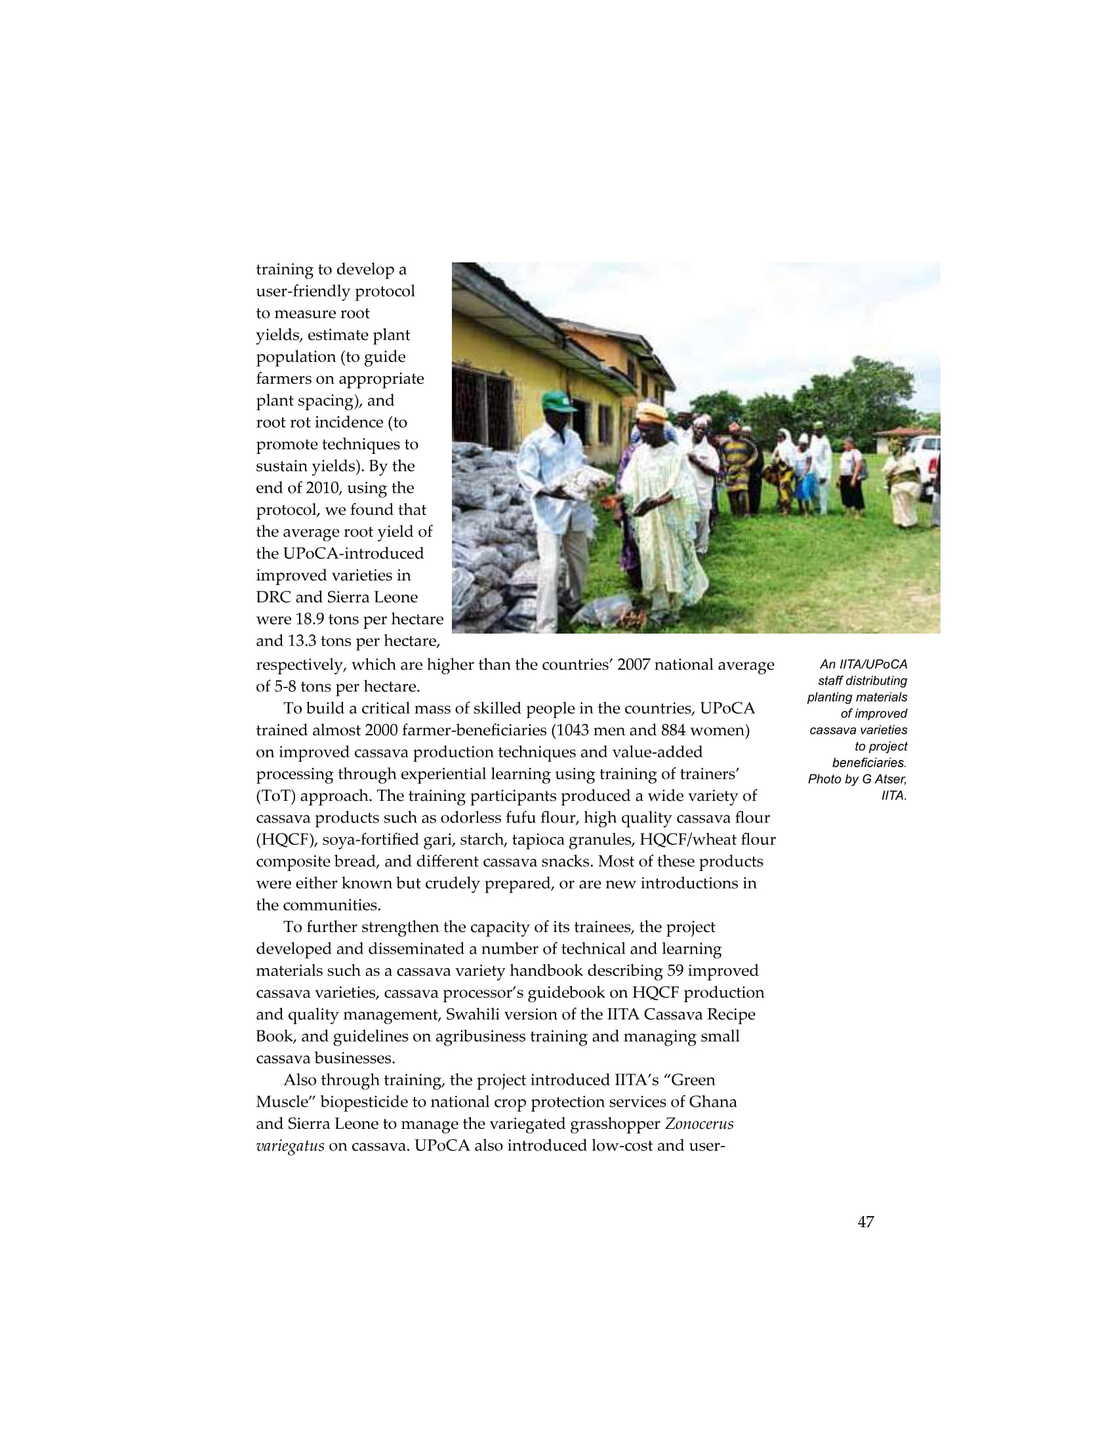 training to develop a
user-friendly protocol
to measure root
yields, estimate plant
population (to guide
farmers on appropriate
plant spacing), and
root rot incidence (to
promote techniques to
sustain yields). By the
end of 2010, using the
protocol, we found that
the average root yield of
the UPoCA-introduced
improved varieties in
DRC and Sierra Leone
were 18.9 tons per hectare
and 13.3 tons per hectare,
respectively, which are higher than the countries’ 2007 national average
of 5-8 tons per hectare.
To build a critical mass of skilled people in the countries, UPoCA
trained almost 2000 farmer-beneficiaries (1043 men and 884 women)
on improved cassava production techniques and value-added
processing through experiential learning using training of trainers’
(ToT) approach. The training participants produced a wide variety of
cassava products such as odorless fufu flour, high quality cassava flour
(HQCF), soya-fortified gari, starch, tapioca granules, HQCF/wheat flour
composite bread, and different cassava snacks. Most of these products
were either known but crudely prepared, or are new introductions in
the communities.
To further strengthen the capacity of its trainees, the project
developed and disseminated a number of technical and learning
materials such as a cassava variety handbook describing 59 improved
cassava varieties, cassava processor’s guidebook on HQCF production
and quality management, Swahili version of the IITA Cassava Recipe
Book, and guidelines on agribusiness training and managing small
cassava businesses.
Also through training, the project introduced IITA’s “Green
Muscle” biopesticide to national crop protection services of Ghana
and Sierra Leone to manage the variegated grasshopper Zonocerus
variegatus on cassava. UPoCA also introduced low-cost and user-
An IITA/UPoCA
staff distributing
planting materials
of improved
cassava varieties
to project
beneficiaries.
Photo by G Atser,
IITA.
47